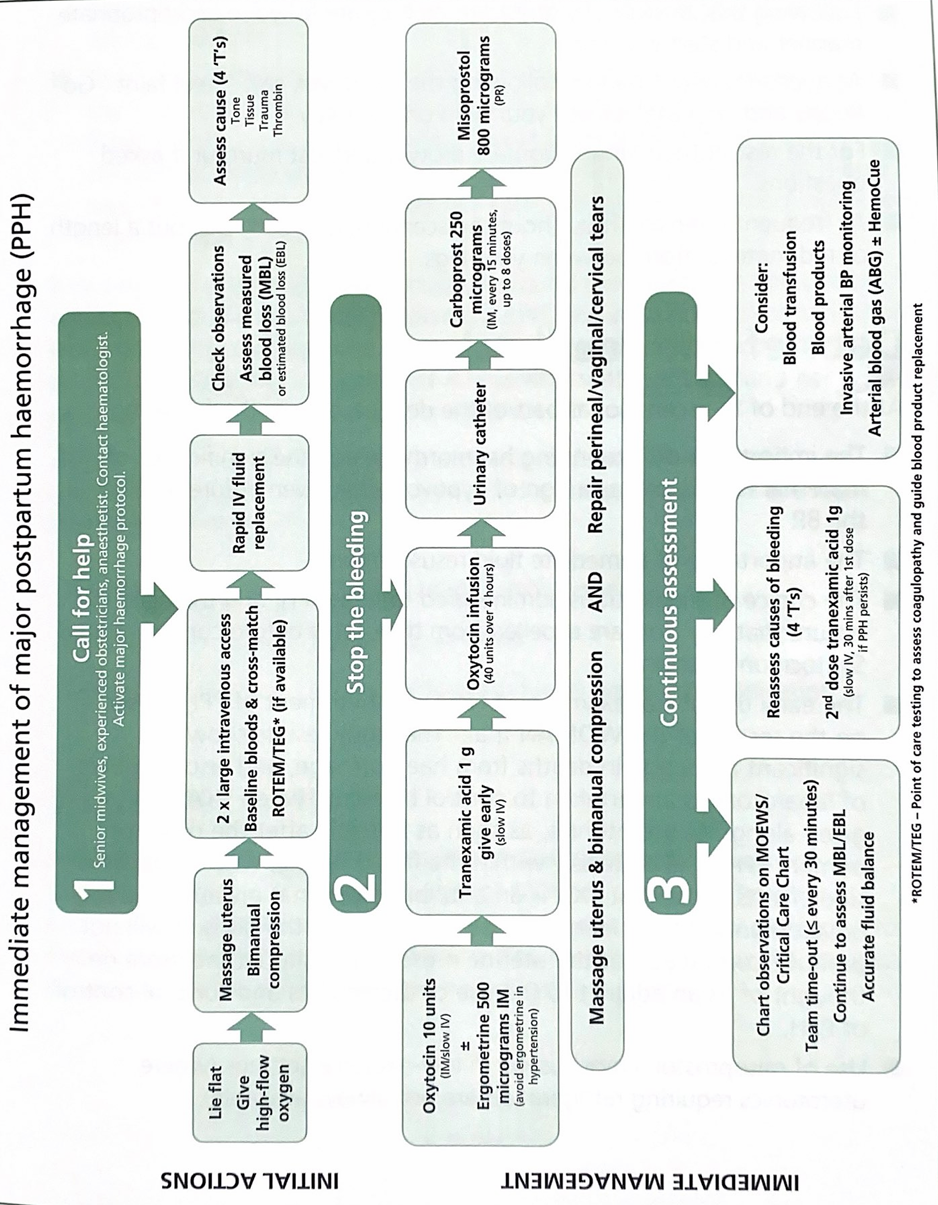 Immediate management of major postpartum haemorrhage (PPH)
INITIAL ACTIONS
1
Call for help
Senior midwives, experienced obstetricians, anaesthetist. Contact haematologist.
Activate major haemorrhage protocol.
Lie flat
Give
high-flow
oxygen
Massage uterus
Bimanual
compression
2 large intravenous access
Baseline bloods & cross-match
ROTEM/TEG* (if available)
Rapid fluid
replacement
Check observations
Assess measured
blood loss (MBL)
or estimated blood loss (EBL)
Assess cause (4 'T's)
Tone
Tissue
Trauma
Thrombin
IMMEDIATE MANAGEMENT
2
Stop the bleeding
Oxytocin 10 units
(IM/slow IV)
±
Ergometrine 500
micrograms IM
(avoid ergometrine in
hypertension)
Tranexamic acid 1g
give early
(slow IV)
Oxytocin infusion
(40 units over 4 hours)
Urinary catheter
Carboprost 250
micrograms
(IM, every 15 minutes,
up to 8 doses)
Misoprostol
800 micrograms
(PR)
Massage uterus & bimanual compression AND Repair perineal/vaginal/cervical tears
3
Continuous assessment
Chart observations on MOEWS/
Critical Care Chart
Team time-out (≤ every 30 minutes)
Continue to assess MBL/EBL
Accurate fluid balance
Reassess causes of bleeding
(4 T's)
2nd dose tranexamic acid 1g
(slow IV, 30 mins after 1st dose
if PPH persists)
Consider:
Blood transfusion
Blood products
Invasive arterial BP monitoring
Arterial blood gas (ABG) ± HemoCue
*ROTEM/TEG – Point of care testing to assess coagulopathy and guide blood product replacement